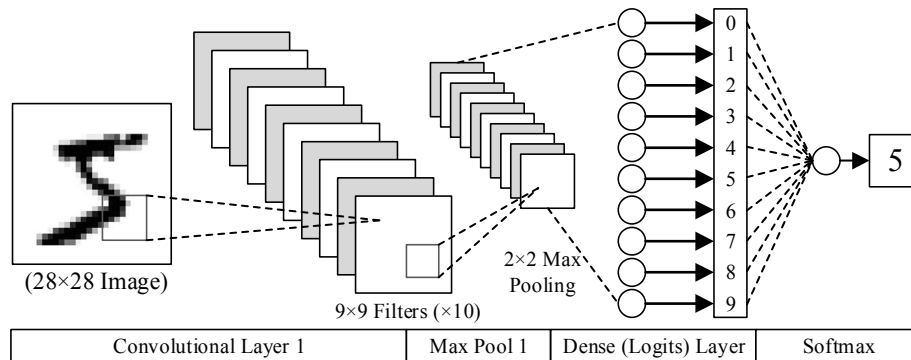 (28×28 Image)
9×9 Filters (×10)
2×2 Max
Pooling
0
1
2
3
4
5
6
7
8
9
5
Convolutional Layer 1
Max Pool 1
Dense (Logits) Layer
Softmax